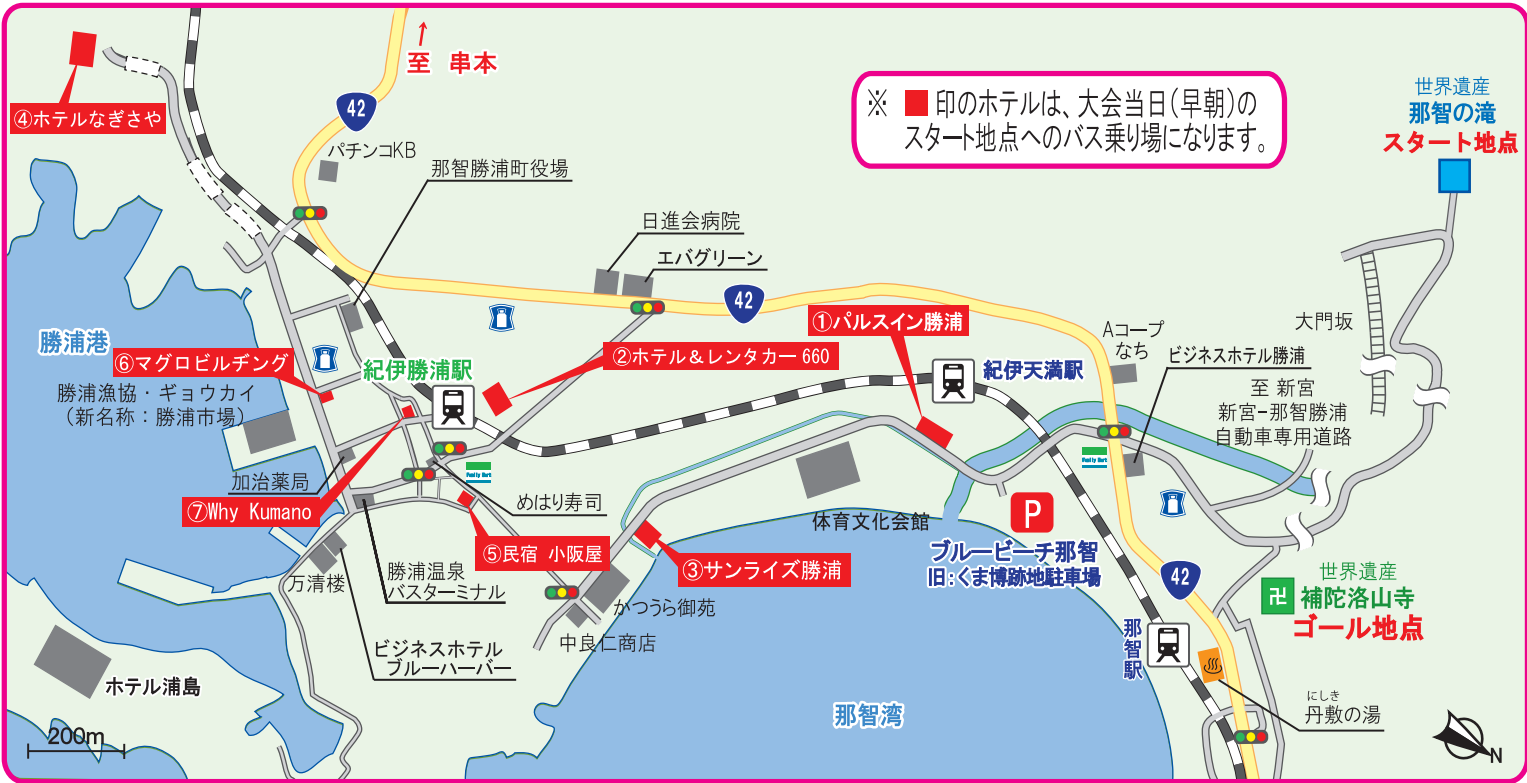 至 串本
※ ■ 印のホテルは、大会当日(早朝)の
スタート地点へのバス乗り場になります。
世界遺産
那智の滝
スタート地点
④ホテルなぎさや
42
パチンコKB
那智勝浦町役場
日進会病院
エバグリーン
42
①パルスイン勝浦
Aコープ
なち
ビジネスホテル勝浦
大門坂
至 新宮
新宮-那智勝浦
自動車専用道路
勝浦港
⑥マグロビルヂング
紀伊勝浦駅
②ホテル&レンタカー660
紀伊天満駅
勝浦漁協・ギョウカイ
(新名称:勝浦市場)
加治薬局
⑦Why Kumano
Family Mart
めはり寿司
体育文化会館
P
Family Mart
ブルービーチ那智
旧:くま博跡地駐車場
⑤民宿 小阪屋
③サンライズ勝浦
万清楼
勝浦温泉
バスターミナル
かつうら御苑
中良仁商店
ビジネスホテル
ブルーハーバー
42
世界遺産
卍 補陀洛山寺
ゴール地点
那智駅
ホテル浦島
那智湾
にしき
丹敷の湯
200m
N